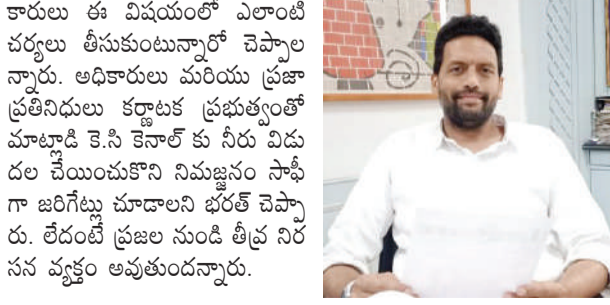 కారులు ఈ విషయంలో ఎలాంటి
చర్యలు తీసుకుంటున్నారో చెప్పాల
న్నారు. అధికారులు మరియు ప్రజా
ప్రతినిధులు కర్ణాటక ప్రభుత్వంతో
మాట్లాడి కె.సి కెనాల్ కు నీరు విడు
దల చేయించుకొని నిమజ్జనం సాఫీ
గా జరిగేట్లు చూడాలని భరత్ చెప్పా
రు. లేదంటే ప్రజల నుండి తీవ్ర నిర
సన వ్యక్తం అవుతుందన్నారు.